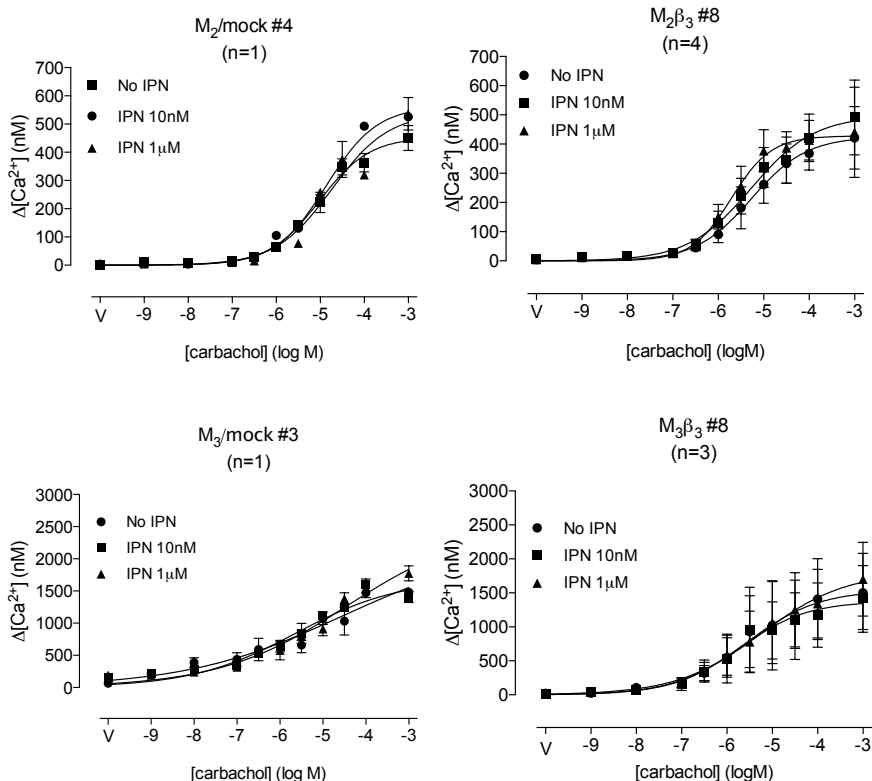 M₂/mock #4
(n=1)
700
600
500
400
300
200
100
0
Δ[Ca²⁺] (nM)
No IPN
IPN 10nM
IPN 1μM
V -9 -8 -7 -6 -5 -4 -3
[carbachol] (log M)
M₂β₃ #8
(n=4)
700
600
500
400
300
200
100
0
Δ[Ca²⁺] (nM)
No IPN
IPN 10nM
IPN 1μM
V -9 -8 -7 -6 -5 -4 -3
[carbachol] (logM)
M₃/mock #3
(n=1)
3000
2500
2000
1500
1000
500
0
Δ[Ca²⁺] (nM)
No IPN
IPN 10nM
IPN 1μM
V -9 -8 -7 -6 -5 -4 -3
[carbachol] (log M)
M₃β₃ #8
(n=3)
3000
2500
2000
1500
1000
500
0
Δ[Ca²⁺] (nM)
No IPN
IPN 10nM
IPN 1μM
V -9 -8 -7 -6 -5 -4 -3
[carbachol] (log M)